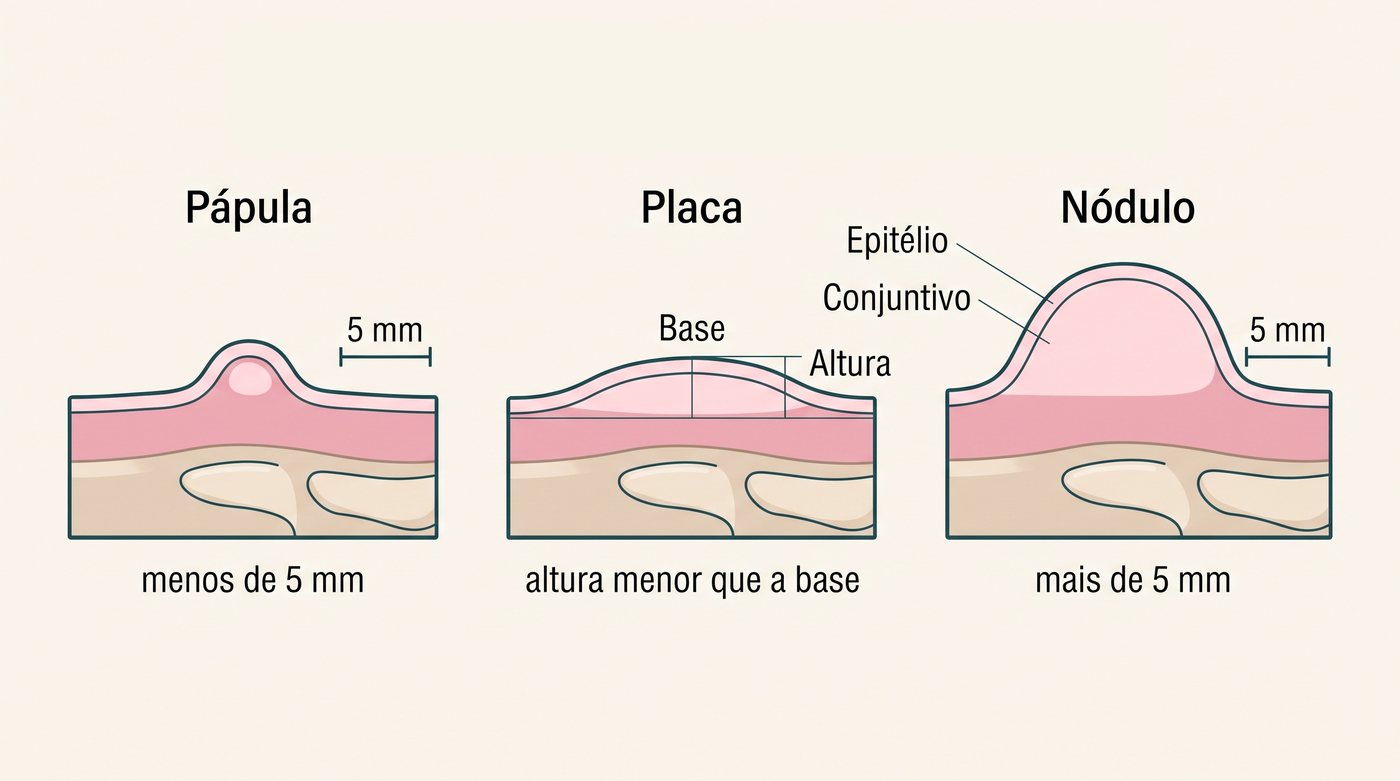 Pápula
Placa
Nódulo
5 mm
Base
Altura
Epitélio
Conjuntivo
5 mm
menos de 5 mm
altura menor que a base
mais de 5 mm